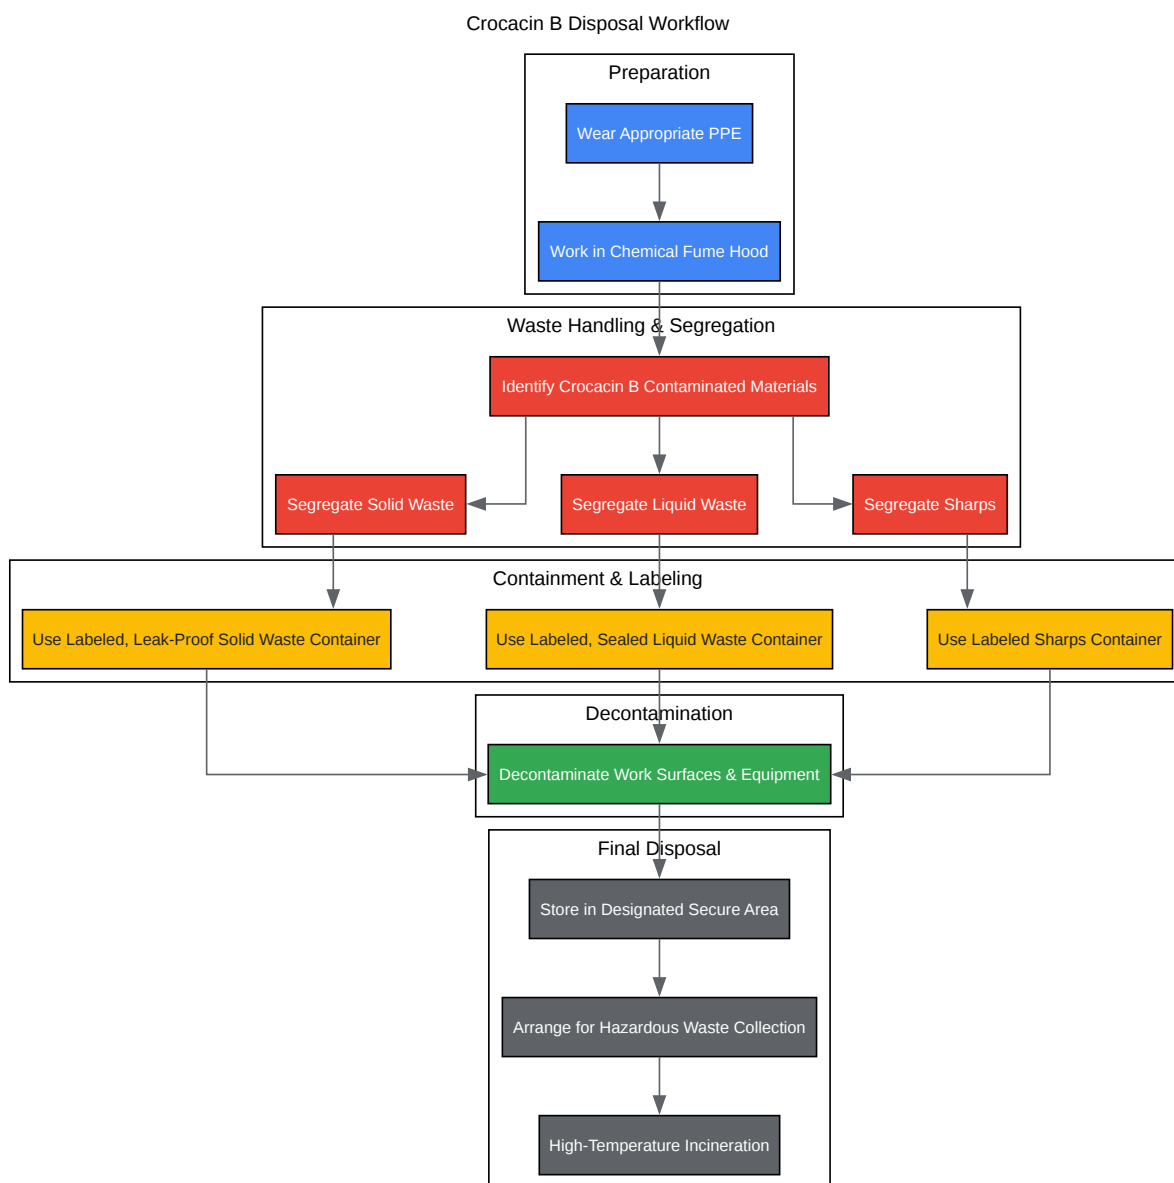 Crocacin B Disposal Workflow
Preparation
Wear Appropriate PPE
Work in Chemical Fume Hood
Waste Handling & Segregation
Identify Crocacin B Contaminated Materials
Segregate Solid Waste
Segregate Liquid Waste
Segregate Sharps
Containment & Labeling
Use Labeled, Leak-Proof Solid Waste Container
Use Labeled, Sealed Liquid Waste Container
Use Labeled Sharps Container
Decontamination
Decontaminate Work Surfaces & Equipment
Final Disposal
Store in Designated Secure Area
Arrange for Hazardous Waste Collection
High-Temperature Incineration